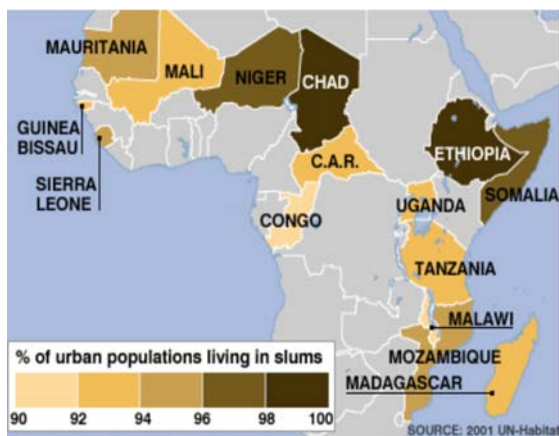 MAURITANIA
MALI
NIGER
CHAD
GUINEA
BISSAU
SIERRA
LEONE
C.A.R.
ETHIOPIA
SOMALIA
UGANDA
CONGO
TANZANIA
MALAWI
MOZAMBIQUE
MADAGASCAR
% of urban populations living in slums
90 92 94 96 98 100
SOURCE: 2001 UN-Habitat